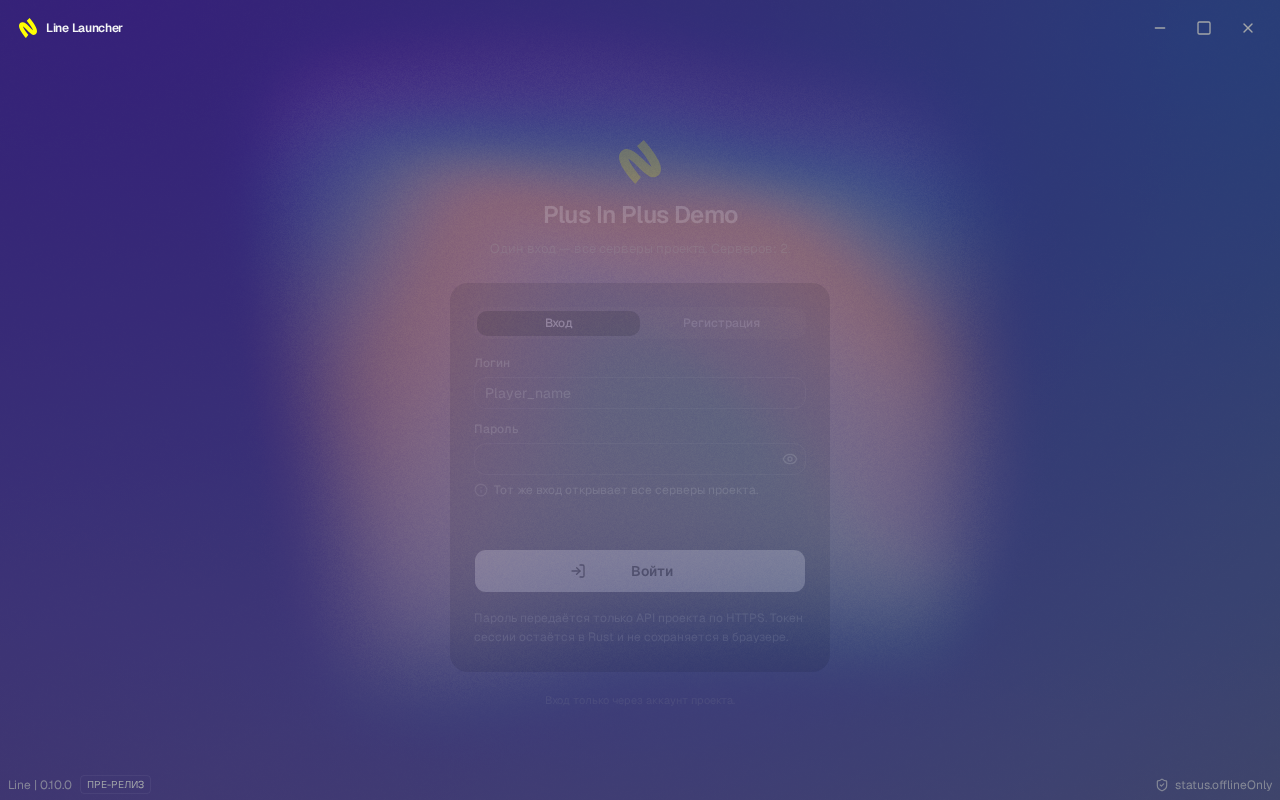 Line Launcher
Plus In Plus Demo
Один вход — все серверы проекта. Серверов: 2.
Вход
Регистрация
Логин
Player_name
Пароль
Тот же вход открывает все серверы проекта.
Войти
Пароль передаётся только API проекта по HTTPS. Токен
сессии остаётся в Rust и не сохраняется в браузере.
Вход только через аккаунт проекта.
Line | 0.10.0
ПРЕ-РЕЛИЗ
status.offlineOnly